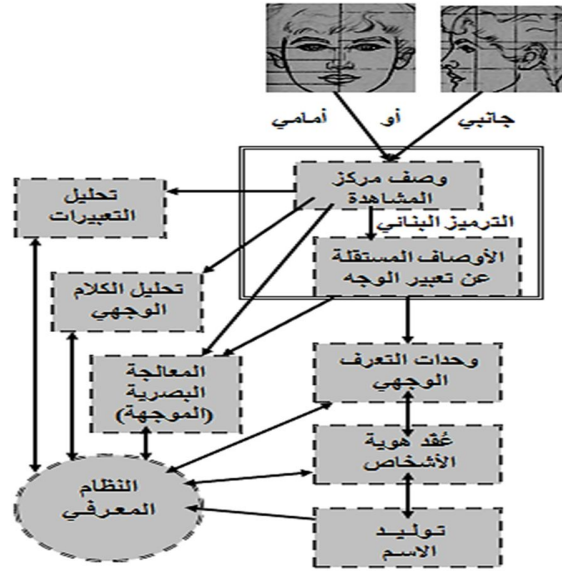 جانبي أو أمامي
وصف مركز
المشاهدة
تحليل
التعبيرات
الترميز البنائي
الأوصاف المستقلة
عن تعبير الوجه
تحليل الكلام
الوجهي
وحدات التعرف
الوجهي
المعالجة
البصرية
(الموجهة)
عُقد هوية
الأشخاص
النظام
المعرفي
توليد
الاسم